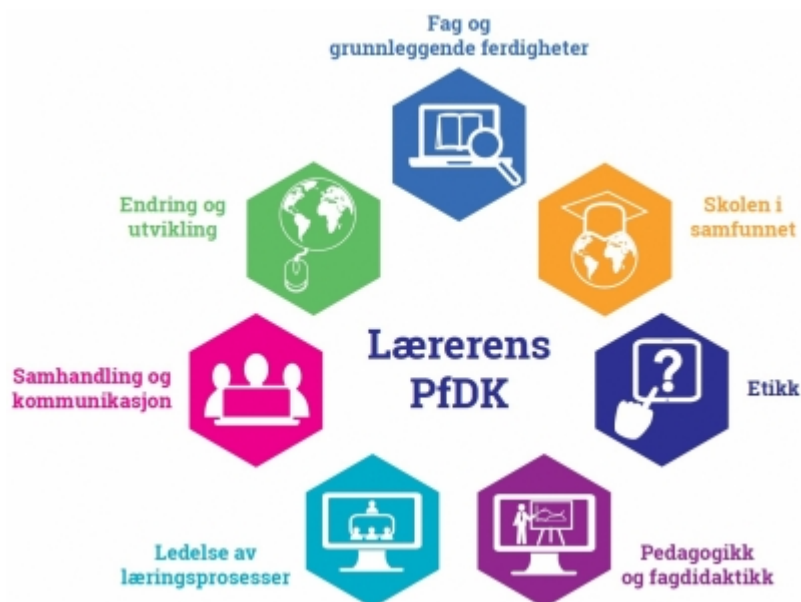 Fag og
grunnleggende ferdigheter
Endring og
utvikling
Skolen i
samfunnet
Lærerens
PfDK
Samhandling og
kommunikasjon
?
Etikk
Ledelse av
læringsprosesser
Pedagogikk
og fagdidaktikk